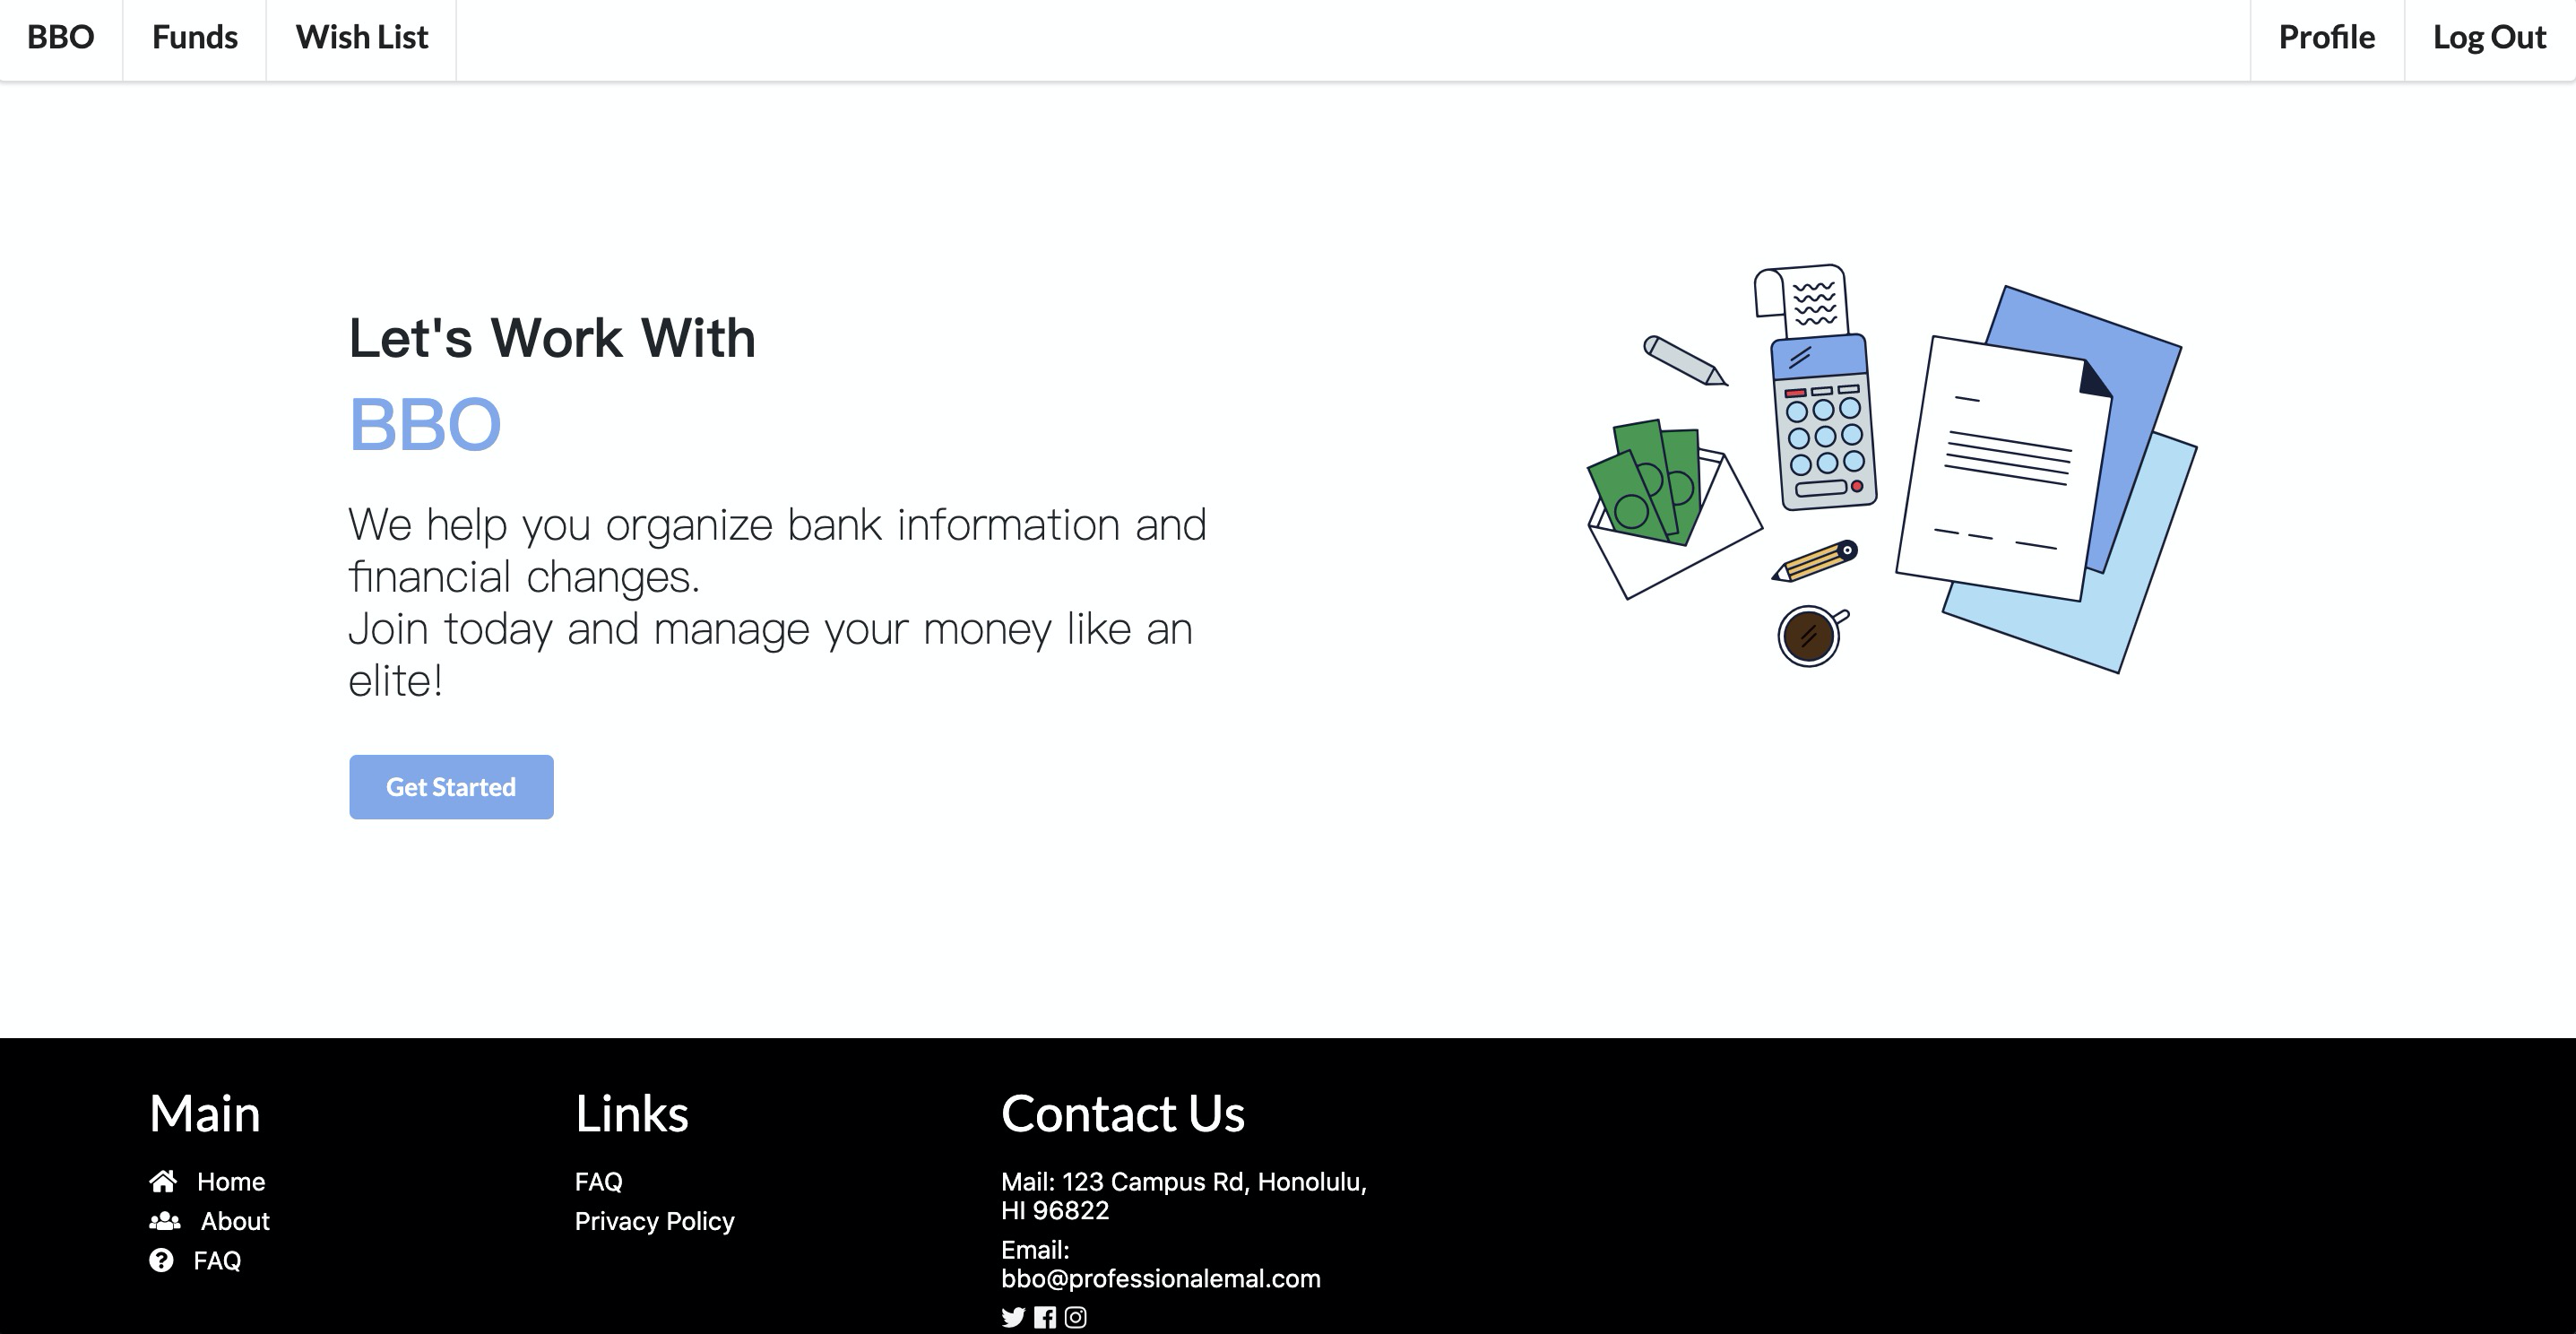 BBO
Funds
Wish List
Profile
Log Out
Let's Work With
BBO
We help you organize bank information and
financial changes.
Join today and manage your money like an
elite!
Get Started
Main
Home
About
FAQ
Links
FAQ
Privacy Policy
Contact Us
Mail: 123 Campus Rd, Honolulu,
HI 96822
Email:
bbo@professionalemal.com